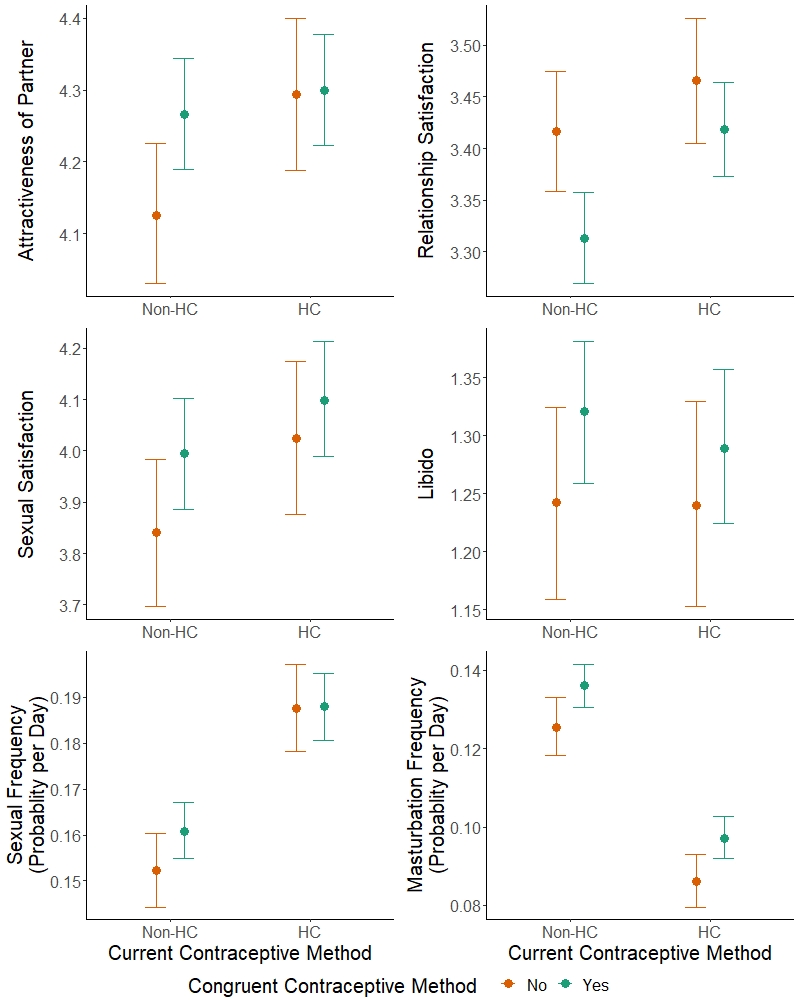 Attractiveness of Partner
4.4
4.3
4.2
4.1
Non-HC HC
Relationship Satisfaction
3.50
3.45
3.40
3.35
3.30
Non-HC HC
Sexual Satisfaction
4.2
4.1
4.0
3.9
3.8
3.7
Non-HC HC
Libido
1.35
1.30
1.25
1.20
1.15
Non-HC HC
Sexual Frequency
(Probablity per Day)
0.19
0.18
0.17
0.16
0.15
Non-HC HC
Current Contraceptive Method
Masturbation Frequency
(Probablity per Day)
0.14
0.12
0.10
0.08
Non-HC HC
Current Contraceptive Method
Congruent Contraceptive Method No Yes